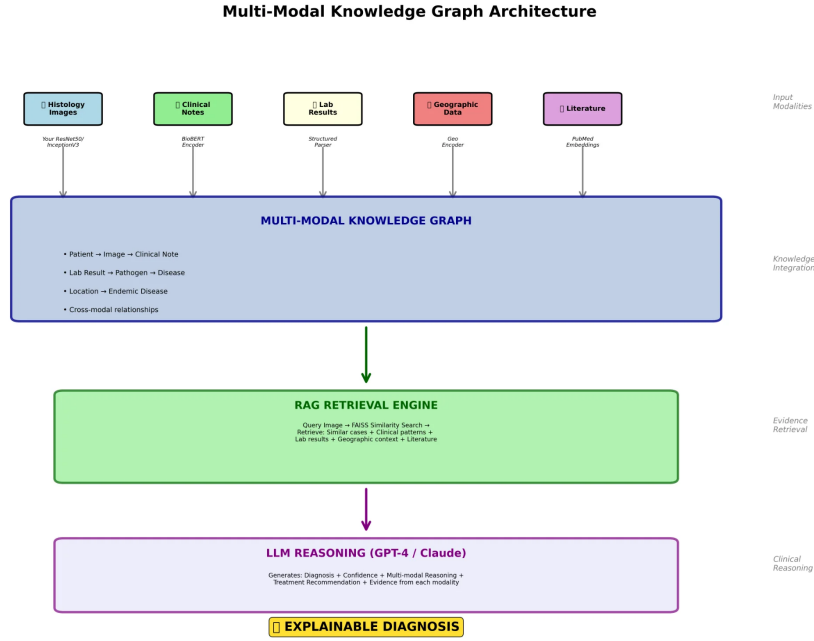 Multi-Modal Knowledge Graph Architecture
Histology
Images
Clinical
Notes
Lab
Results
Geographic
Data
Literature
Input
Modalities
Your ResNet50/
InceptionV3
BioBERT
Encoder
Structured
Parser
Geo
Encoder
PubMed
Embeddings
MULTI-MODAL KNOWLEDGE GRAPH
• Patient → Image → Clinical Note
• Lab Result → Pathogen → Disease
• Location → Endemic Disease
• Cross-modal relationships
Knowledge
Integration
RAG RETRIEVAL ENGINE
Query Image → FAISS Similarity Search →
Retrieve: Similar cases + Clinical patterns +
Lab results + Geographic context + Literature
Evidence
Retrieval
LLM REASONING (GPT-4 / Claude)
Generates: Diagnosis + Confidence + Multi-modal Reasoning +
Treatment Recommendation + Evidence from each modality
Clinical
Reasoning
EXPLAINABLE DIAGNOSIS